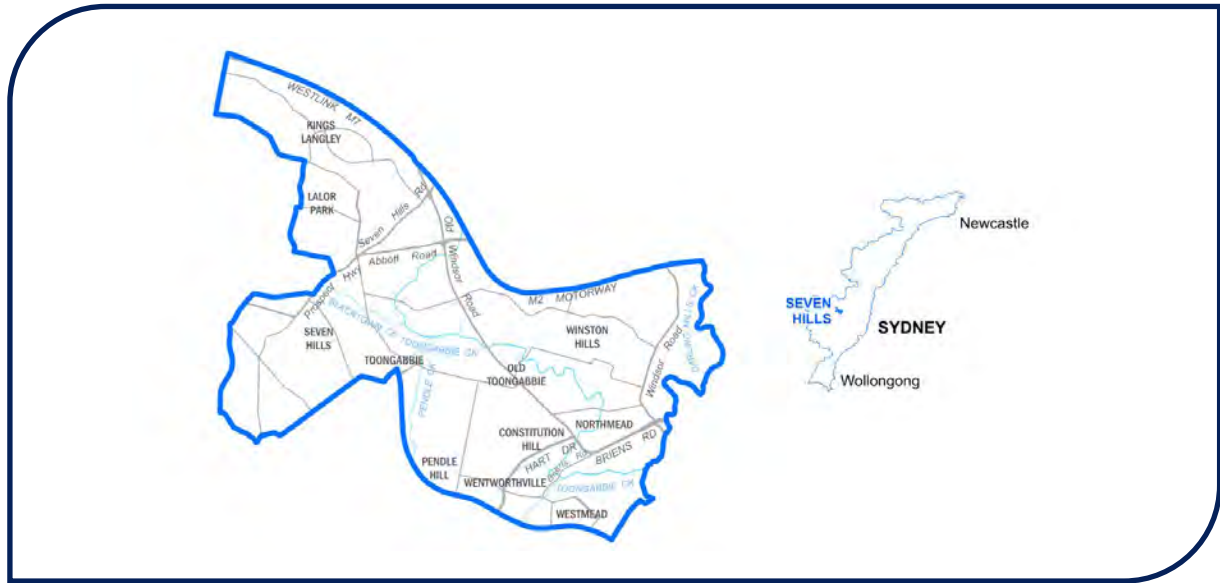 WESTLINK M7
KINGS
LANGLEY
LALOR
PARK
Seven Hills Rd
Old Windsor Road
Abbott Road
Prospect HWY
M2 MOTORWAY
SEVEN
HILLS
BLACKTOWN CK
TOONGABBIE CK
WINSTON
HILLS
Windsor Road
DARLING MILLS CK
TOONGABBIE
OLD
TOONGABBIE
PENDLE CK
NORTHMEAD
CONSTITUTION
HILL
HART DR
BRIENS RD
PENDLE
HILL
WENTWORTHVILLE
TOONGABBIE CK
WESTMEAD
Newcastle
SEVEN
HILLS
SYDNEY
Wollongong